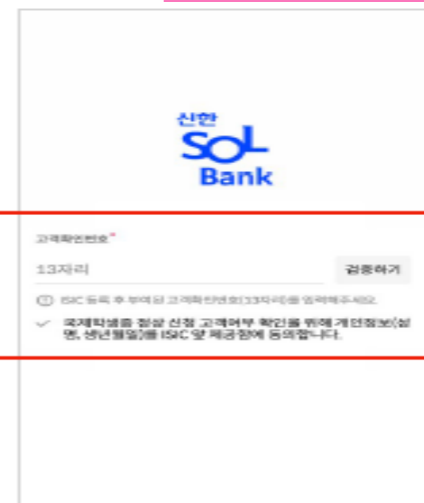 신한
SOL
Bank
고객확인번호*
13자리
검증하기
ISIC 등록 후 부여된 고객확인번호(13자리)를 입력해주세요.
국제학생증 정상 신청 고객여부 확인을 위해 개인정보(성
명, 생년월일)를 ISIC 앞 제공함에 동의합니다.